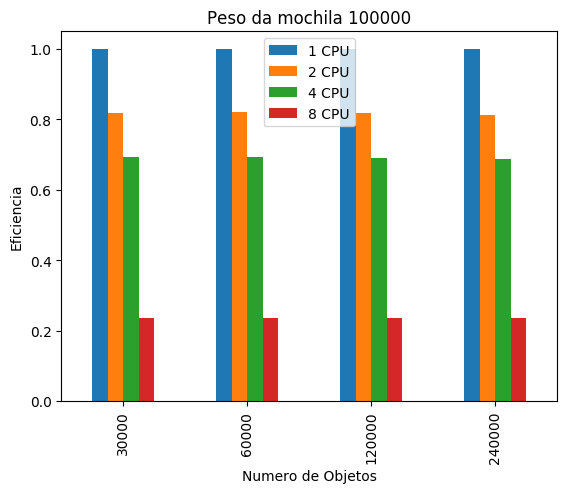 Peso da mochila 100000
1 CPU
2 CPU
4 CPU
8 CPU
Eficiencia
1.0
0.8
0.6
0.4
0.2
0.0
30000
60000
120000
240000
Numero de Objetos